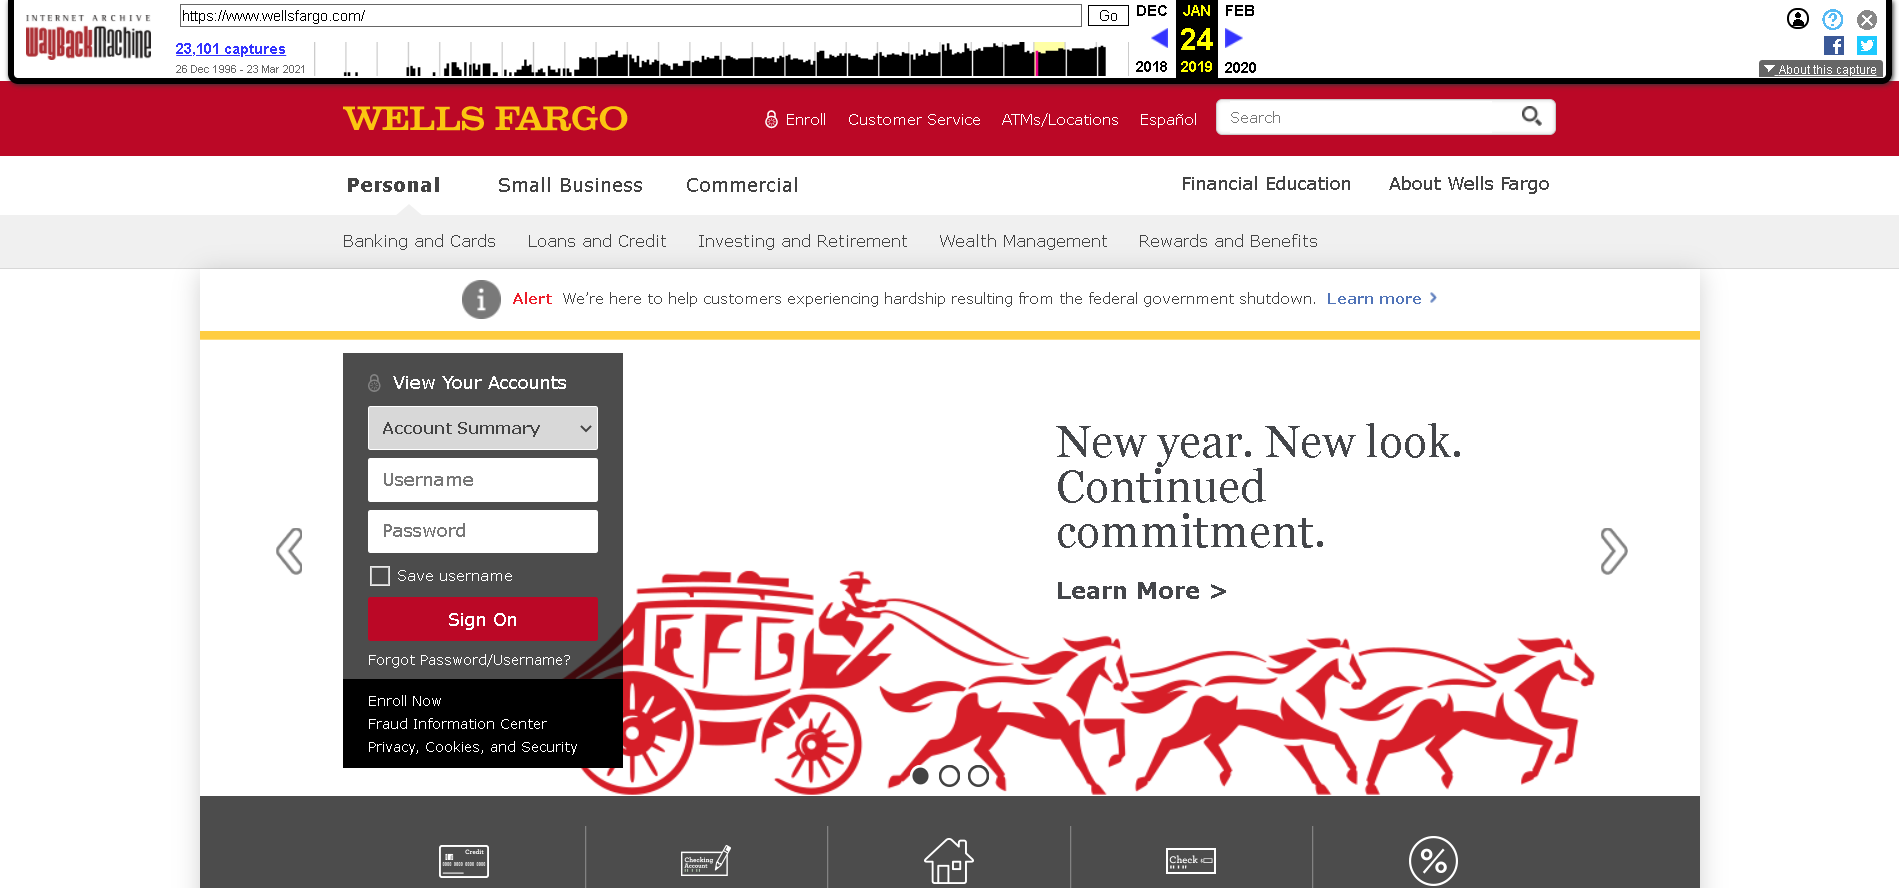 INTERNET ARCHIVE
WayBackMachine
https://www.wellsfargo.com/
Go
DEC
JAN
FEB
23,101 captures
24
26 Dec 1996 - 23 Mar 2021
2018
2019
2020
About this capture
WELLS FARGO
Enroll
Customer Service
ATMs/Locations
Español
Search
Personal
Small Business
Commercial
Financial Education
About Wells Fargo
Banking and Cards
Loans and Credit
Investing and Retirement
Wealth Management
Rewards and Benefits
Alert We're here to help customers experiencing hardship resulting from the federal government shutdown. Learn more
View Your Accounts
Account Summary
Username
Password
Save username
Sign On
Forgot Password/Username?
Enroll Now
Fraud Information Center
Privacy, Cookies, and Security
New year. New look.
Continued
commitment.
Learn More >
Credit
Checking
Account
Check
%